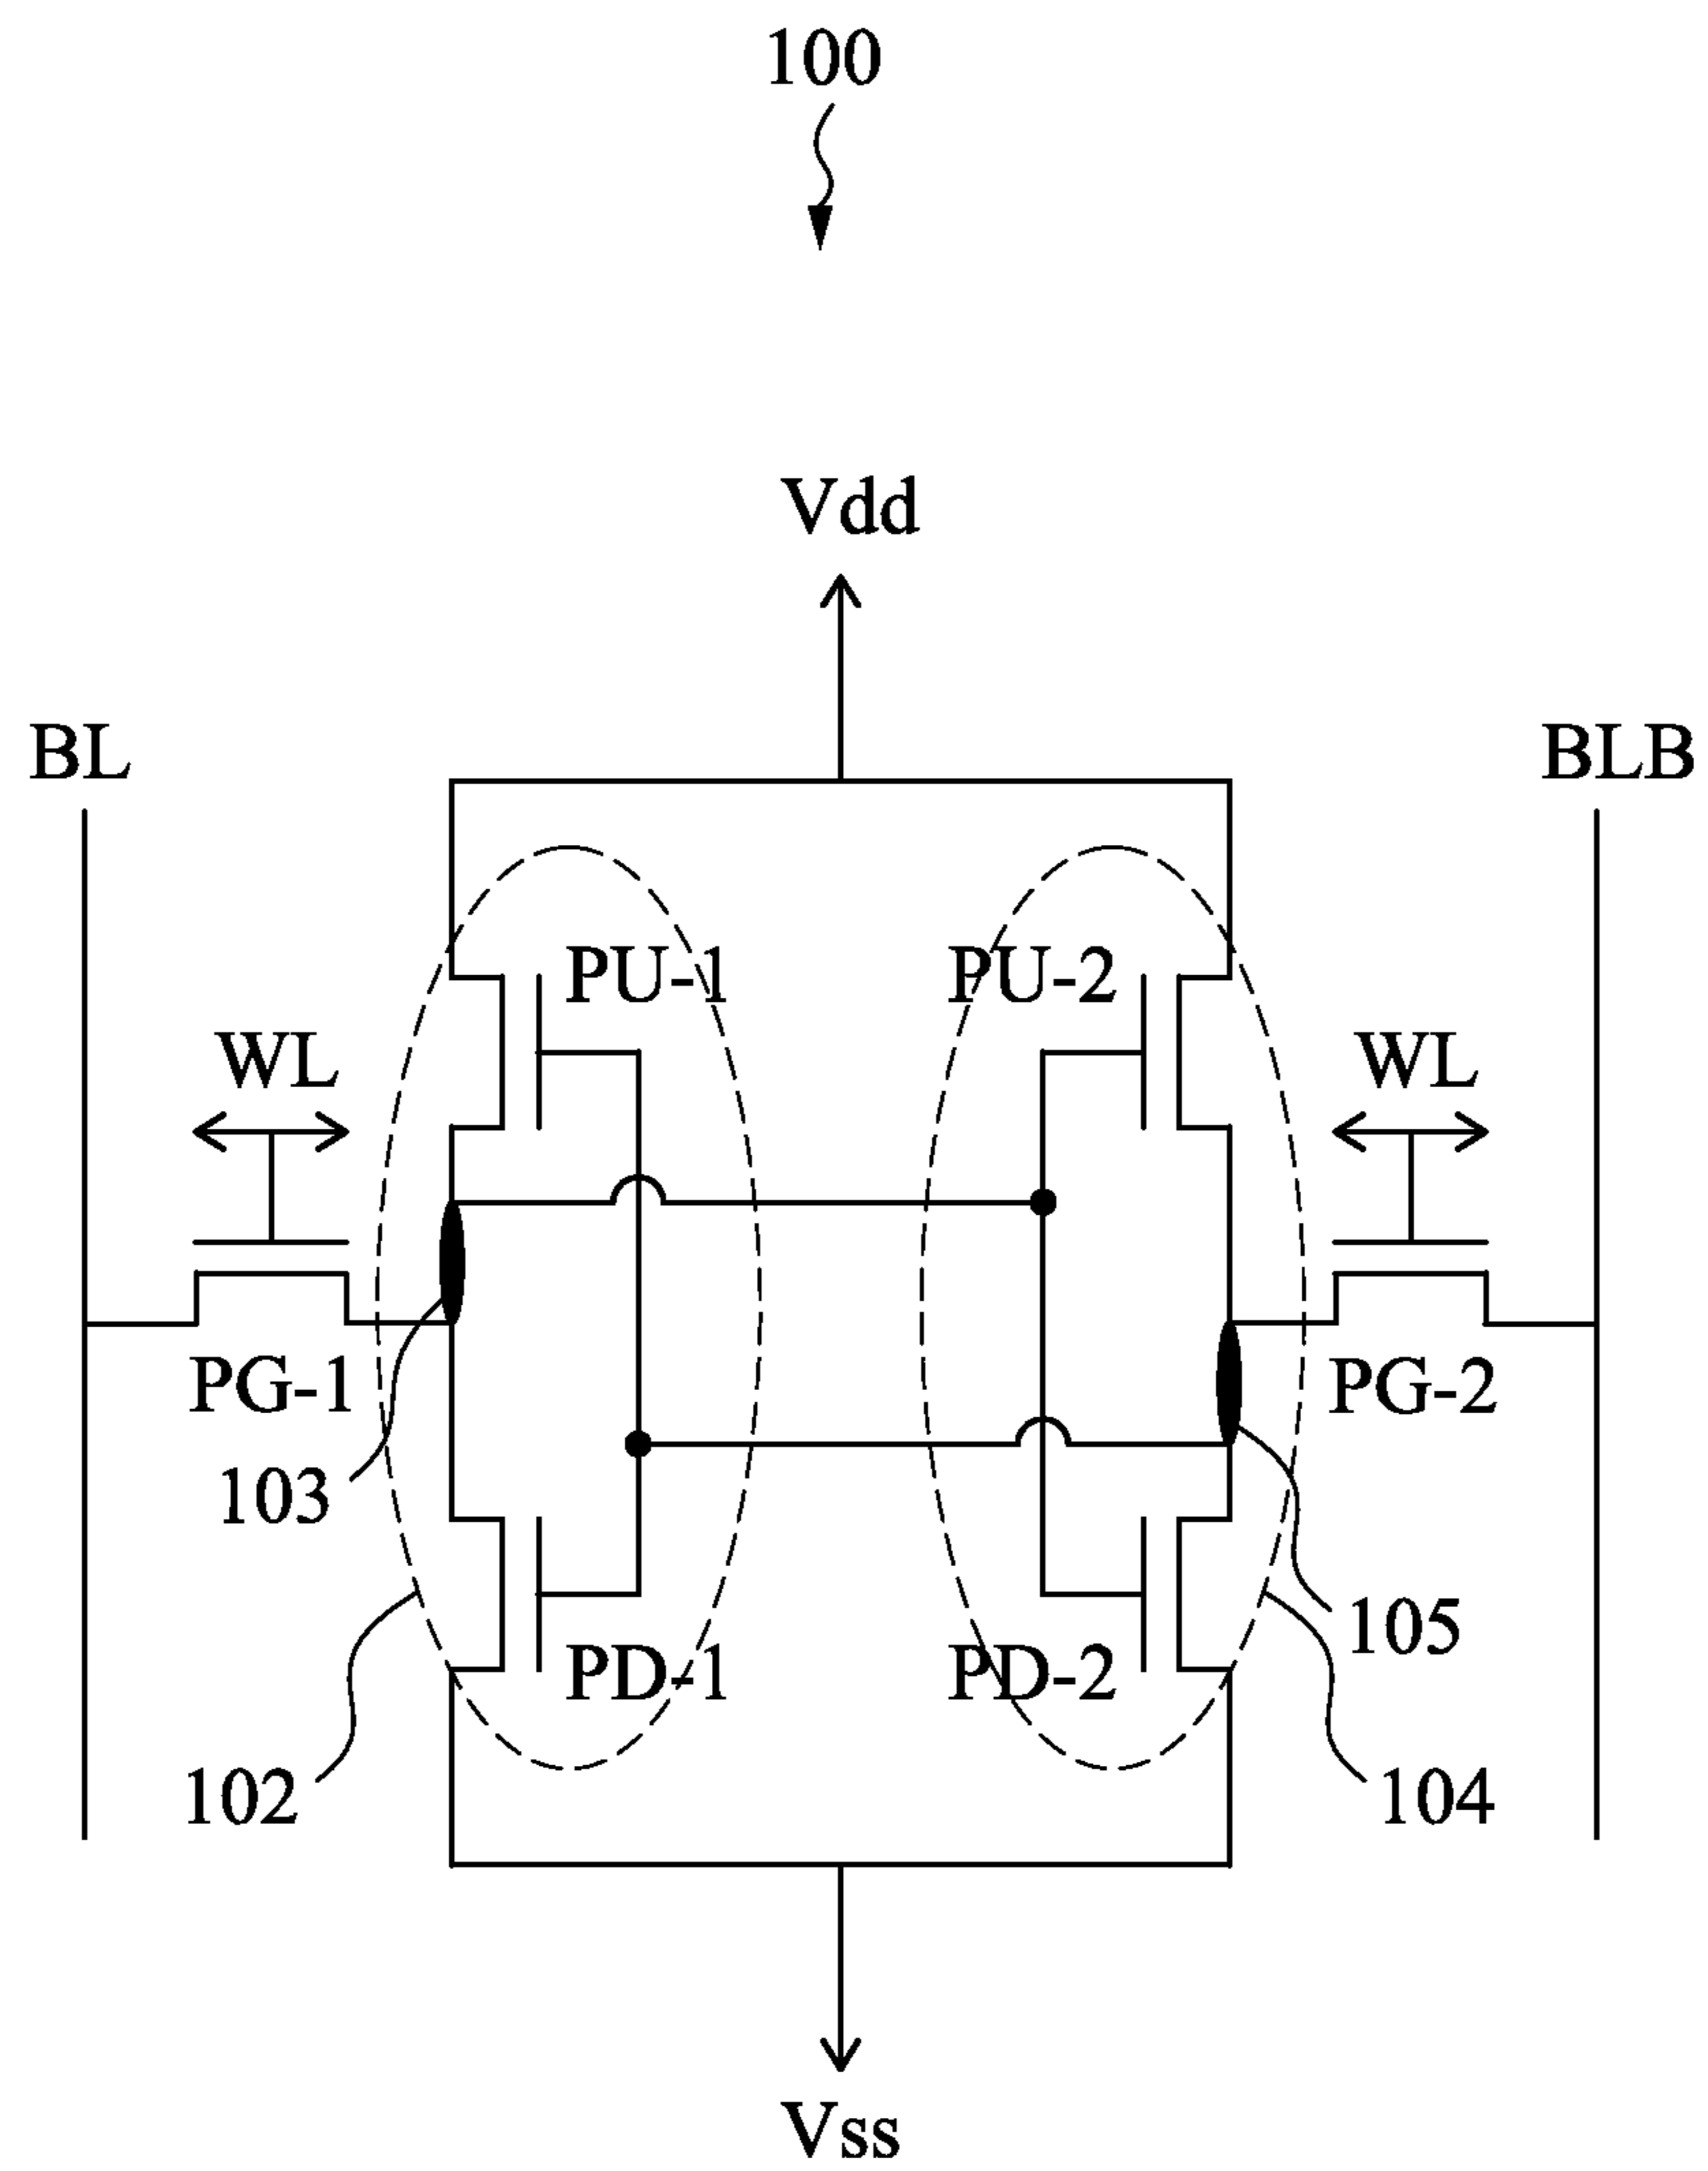 100
Vdd
BL
BLB
PU-1
PU-2
WL
WL
PG-1
PG-2
103
105
PD-1
PD-2
102
104
Vss